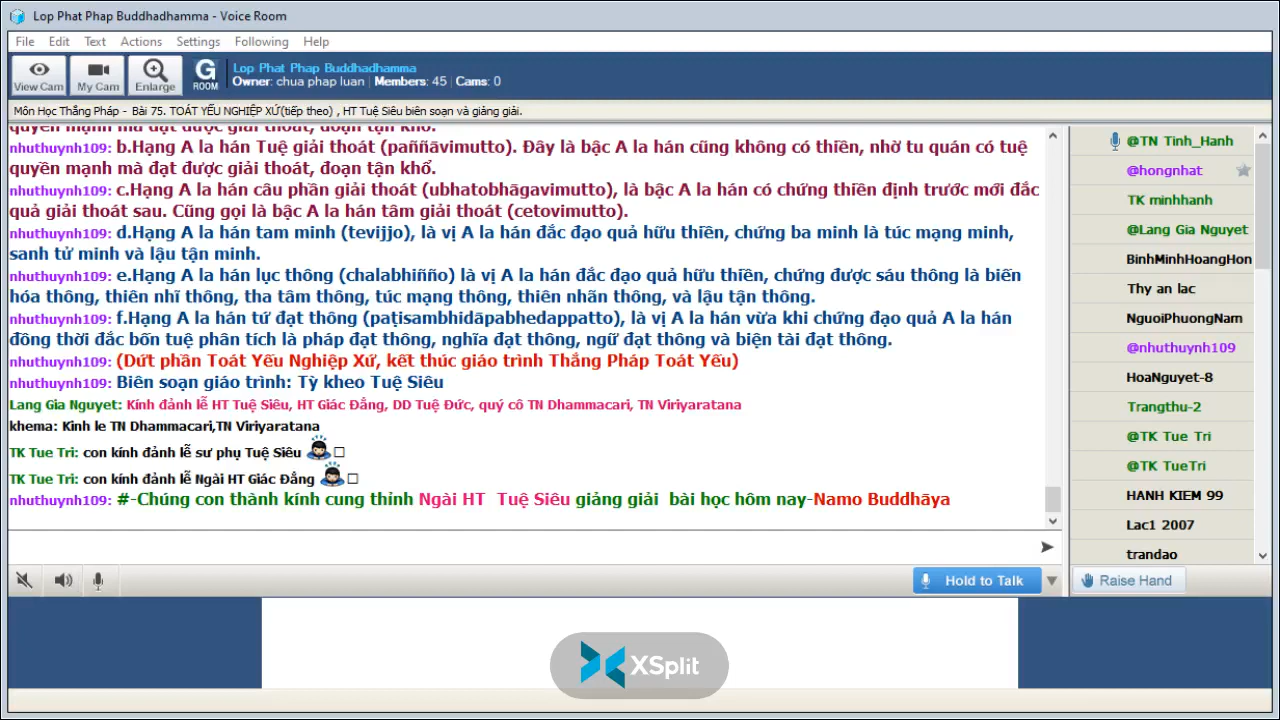 Lop Phat Phap Buddhadhamma - Voice Room
File Edit Text Actions Settings Following Help
View Cam My Cam Enlarge G ROOM
Lop Phat Phap Buddhadhamma
Owner: chua phap luan | Members: 45 | Cams: 0
Môn Học Thắng Pháp - Bài 75. TOÁT YẾU NGHIỆP XỨ(tiếp theo) , HT Tuệ Siêu biên soạn và giảng giải.
quyền mạnh mà đạt được giải thoát, đoạn tận khổ.
nhuthuynh109: b.Hạng A la hán Tuệ giải thoát (paññāvimutto). Đây là bậc A la hán cũng không có thiền, nhờ tu quán có tuệ
quyền mạnh mà đạt được giải thoát, đoạn tận khổ.
nhuthuynh109: c.Hạng A la hán câu phần giải thoát (ubhatobhāgavimutto), là bậc A la hán có chứng thiền định trước mới đắc
quả giải thoát sau. Cũng gọi là bậc A la hán tâm giải thoát (cetovimutto).
nhuthuynh109: d.Hạng A la hán tam minh (tevijjo), là vị A la hán đắc đạo quả hữu thiền, chứng ba minh là túc mạng minh,
sanh tử minh và lậu tận minh.
nhuthuynh109: e.Hạng A la hán lục thông (chalabhiñño) là vị A la hán đắc đạo quả hữu thiền, chứng được sáu thông là biến
hóa thông, thiên nhĩ thông, tha tâm thông, túc mạng thông, thiên nhãn thông, và lậu tận thông.
nhuthuynh109: f.Hạng A la hán tứ đạt thông (paṭisambhidāpabhedappatto), là vị A la hán vừa khi chứng đạo quả A la hán
đồng thời đắc bốn tuệ phân tích là pháp đạt thông, nghĩa đạt thông, ngữ đạt thông và biện tài đạt thông.
nhuthuynh109: (Dứt phần Toát Yếu Nghiệp Xứ, kết thúc giáo trình Thắng Pháp Toát Yếu)
nhuthuynh109: Biên soạn giáo trình: Tỳ kheo Tuệ Siêu
Lang Gia Nguyet: Kính đảnh lễ HT Tuệ Siêu, HT Giác Đẳng, DD Tuệ Đức, quý cô TN Dhammacari, TN Viriyaratana
khema: Kinh le TN Dhammacari,TN Viriyaratana
TK Tue Tri: con kính đảnh lễ sư phụ Tuệ Siêu
TK Tue Tri: con kính đảnh lễ Ngài HT Giác Đẳng
nhuthuynh109: #-Chúng con thành kính cung thỉnh Ngài HT Tuệ Siêu giảng giải bài học hôm nay-Namo Buddhāya
@TN Tinh_Hanh
@hongnhat
TK minhhanh
@Lang Gia Nguyet
BinhMinhHoangHon
Thy an lac
NguoiPhuongNam
@nhuthuynh109
HoaNguyet-8
Trangthu-2
@TK Tue Tri
@TK TueTri
HANH KIEM 99
Lac1 2007
trandao
Hold to Talk
Raise Hand
XSplit